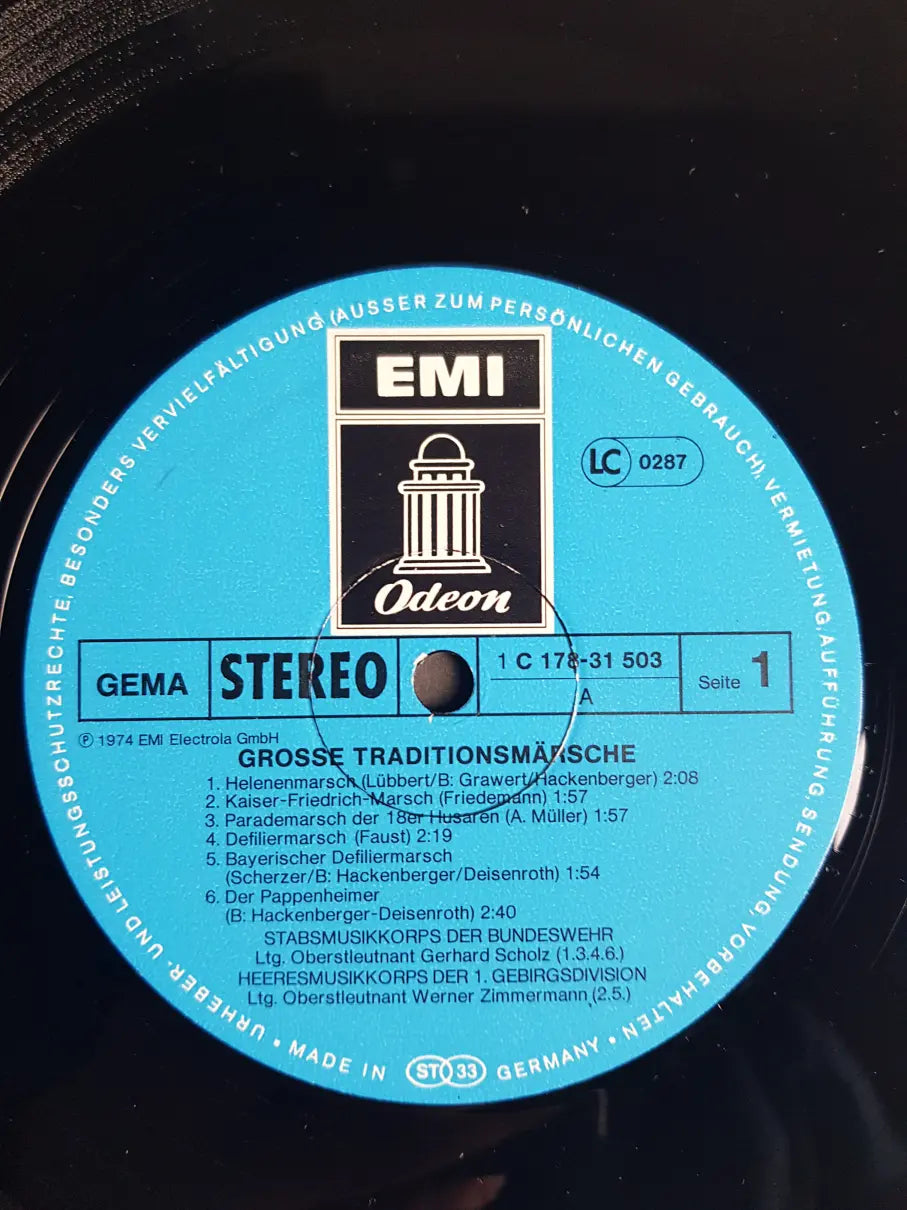 URHEBER- UND LEISTUNGSSCHUTZRECHTE, BESONDERS VERVIELFÄLTIGUNG (AUSSER ZUM PERSÖNLICHEN GEBRAUCH), VERMIETUNG, AUFFÜHRUNG, SENDUNG, VORBEHALTEN •
EMI
LC 0287
Odeon
GEMA
STEREO
1 C 178-31 503
A
Seite 1
℗ 1974 EMI Electrola GmbH
GROSSE TRADITIONSMÄRSCHE
1. Helenenmarsch (Lübbert/B: Grawert/Hackenberger) 2:08
2. Kaiser-Friedrich-Marsch (Friedemann) 1:57
3. Parademarsch der 18er Husaren (A. Müller) 1:57
4. Defiliermarsch (Faust) 2:19
5. Bayerischer Defiliermarsch
(Scherzer/B: Hackenberger/Deisenroth) 1:54
6. Der Pappenheimer
(B: Hackenberger-Deisenroth) 2:40
STABSMUSIKKORPS DER BUNDESWEHR
Ltg. Oberstleutnant Gerhard Scholz (1.3.4.6.)
HEERESMUSIKKORPS DER 1. GEBIRGSDIVISION
Ltg. Oberstleutnant Werner Zimmermann (2.5.)
• MADE IN ST 33 GERMANY •